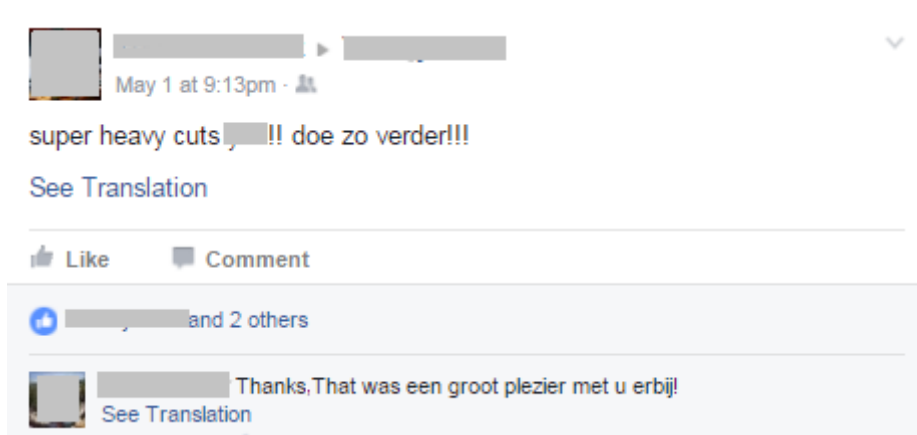 May 1 at 9:13pm ·
super heavy cuts !! doe zo verder!!!
See Translation
Like Comment
and 2 others
Thanks,That was een groot plezier met u erbij!
See Translation